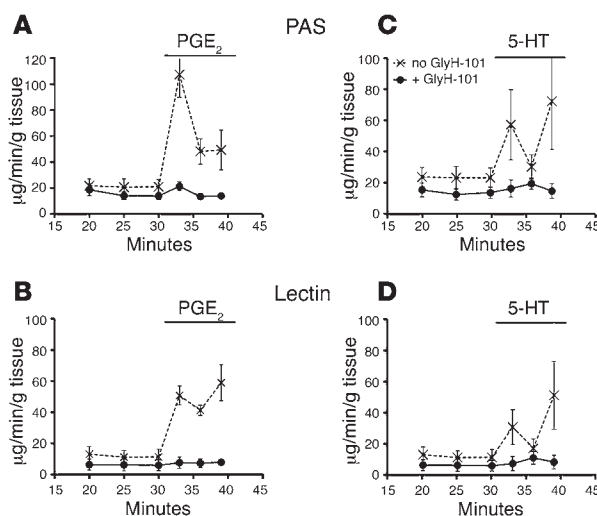 A PGE₂ PAS
µg/min/g tissue
120
100
80
60
40
20
0
15 20 25 30 35 40 45
Minutes
C 5-HT
no GlyH-101
+ GlyH-101
µg/min/g tissue
100
80
60
40
20
0
15 20 25 30 35 40 45
Minutes
B PGE₂ Lectin
µg/min/g tissue
100
80
60
40
20
0
15 20 25 30 35 40 45
Minutes
D 5-HT
µg/min/g tissue
100
80
60
40
20
0
15 20 25 30 35 40 45
Minutes